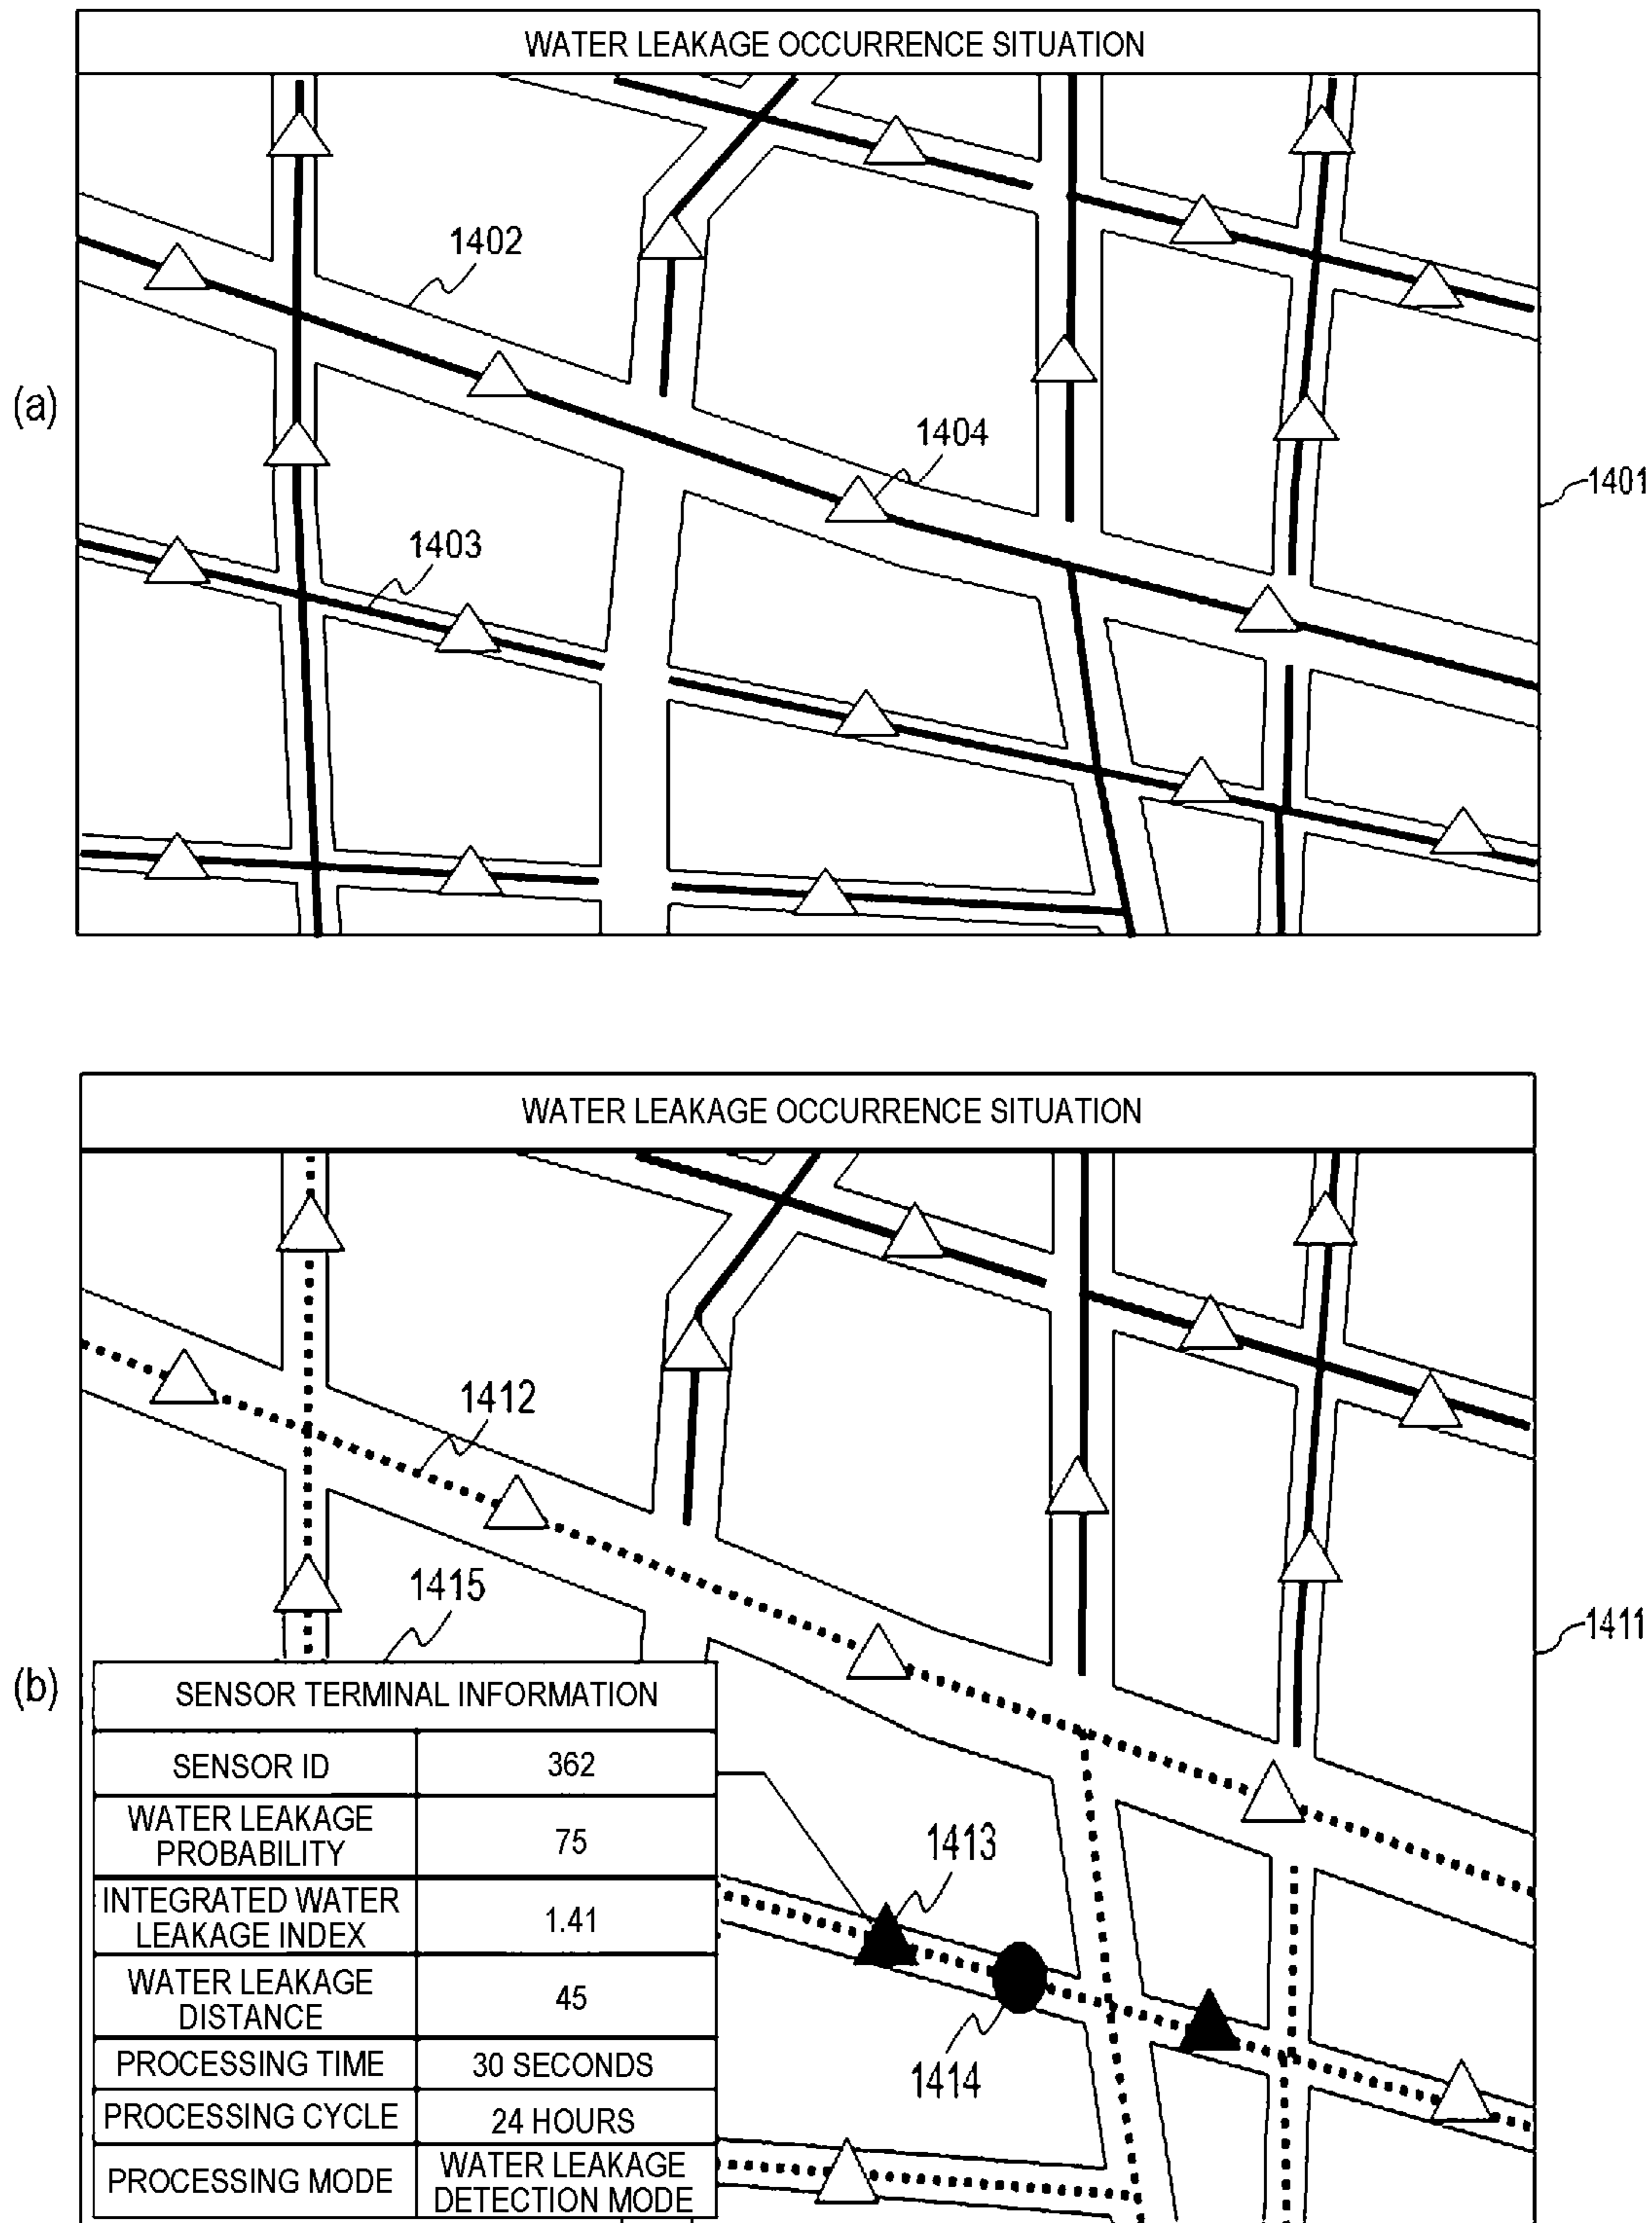 WATER LEAKAGE OCCURRENCE SITUATION
1402
(a)
1404
1401
1403
WATER LEAKAGE OCCURRENCE SITUATION
1412
1415
1411
(b)
SENSOR TERMINAL INFORMATION
SENSOR ID 362
WATER LEAKAGE
PROBABILITY 75
1413
INTEGRATED WATER
LEAKAGE INDEX 1.41
WATER LEAKAGE
DISTANCE 45
PROCESSING TIME 30 SECONDS
1414
PROCESSING CYCLE 24 HOURS
PROCESSING MODE WATER LEAKAGE
DETECTION MODE